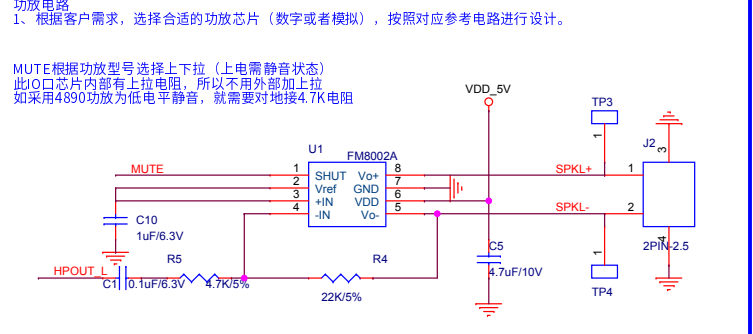 功放电路
1、根据客户需求，选择合适的功放芯片（数字或者模拟），按照对应参考电路进行设计。
MUTE根据功放型号选择上下拉（上电需静音状态）
此IO口芯片内部有上拉电阻，所以不用外部加上拉
如采用4890功放为低电平静音，就需要对地接4.7K电阻
VDD_5V
TP3
1
J2
3
U1
FM8002A
MUTE
1
SHUT
Vo+
8
SPKL+
1
2
Vref
GND
7
3
+IN
VDD
6
4
-IN
Vo-
5
SPKL-
2
C10
1uF/6.3V
C5
4.7uF/10V
1
4
2PIN-2.5
HPOUT_L
C1
0.1uF/6.3V
R5
4.7K/5%
R4
22K/5%
TP4